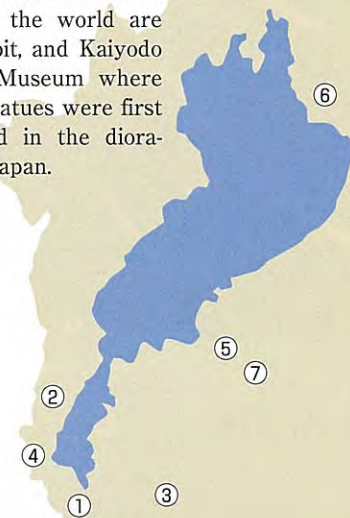 the world are
bit, and Kaiyodo
Museum where
atues were first
d in the diora-
apan.
⑥
⑤
⑦
②
④
③
①